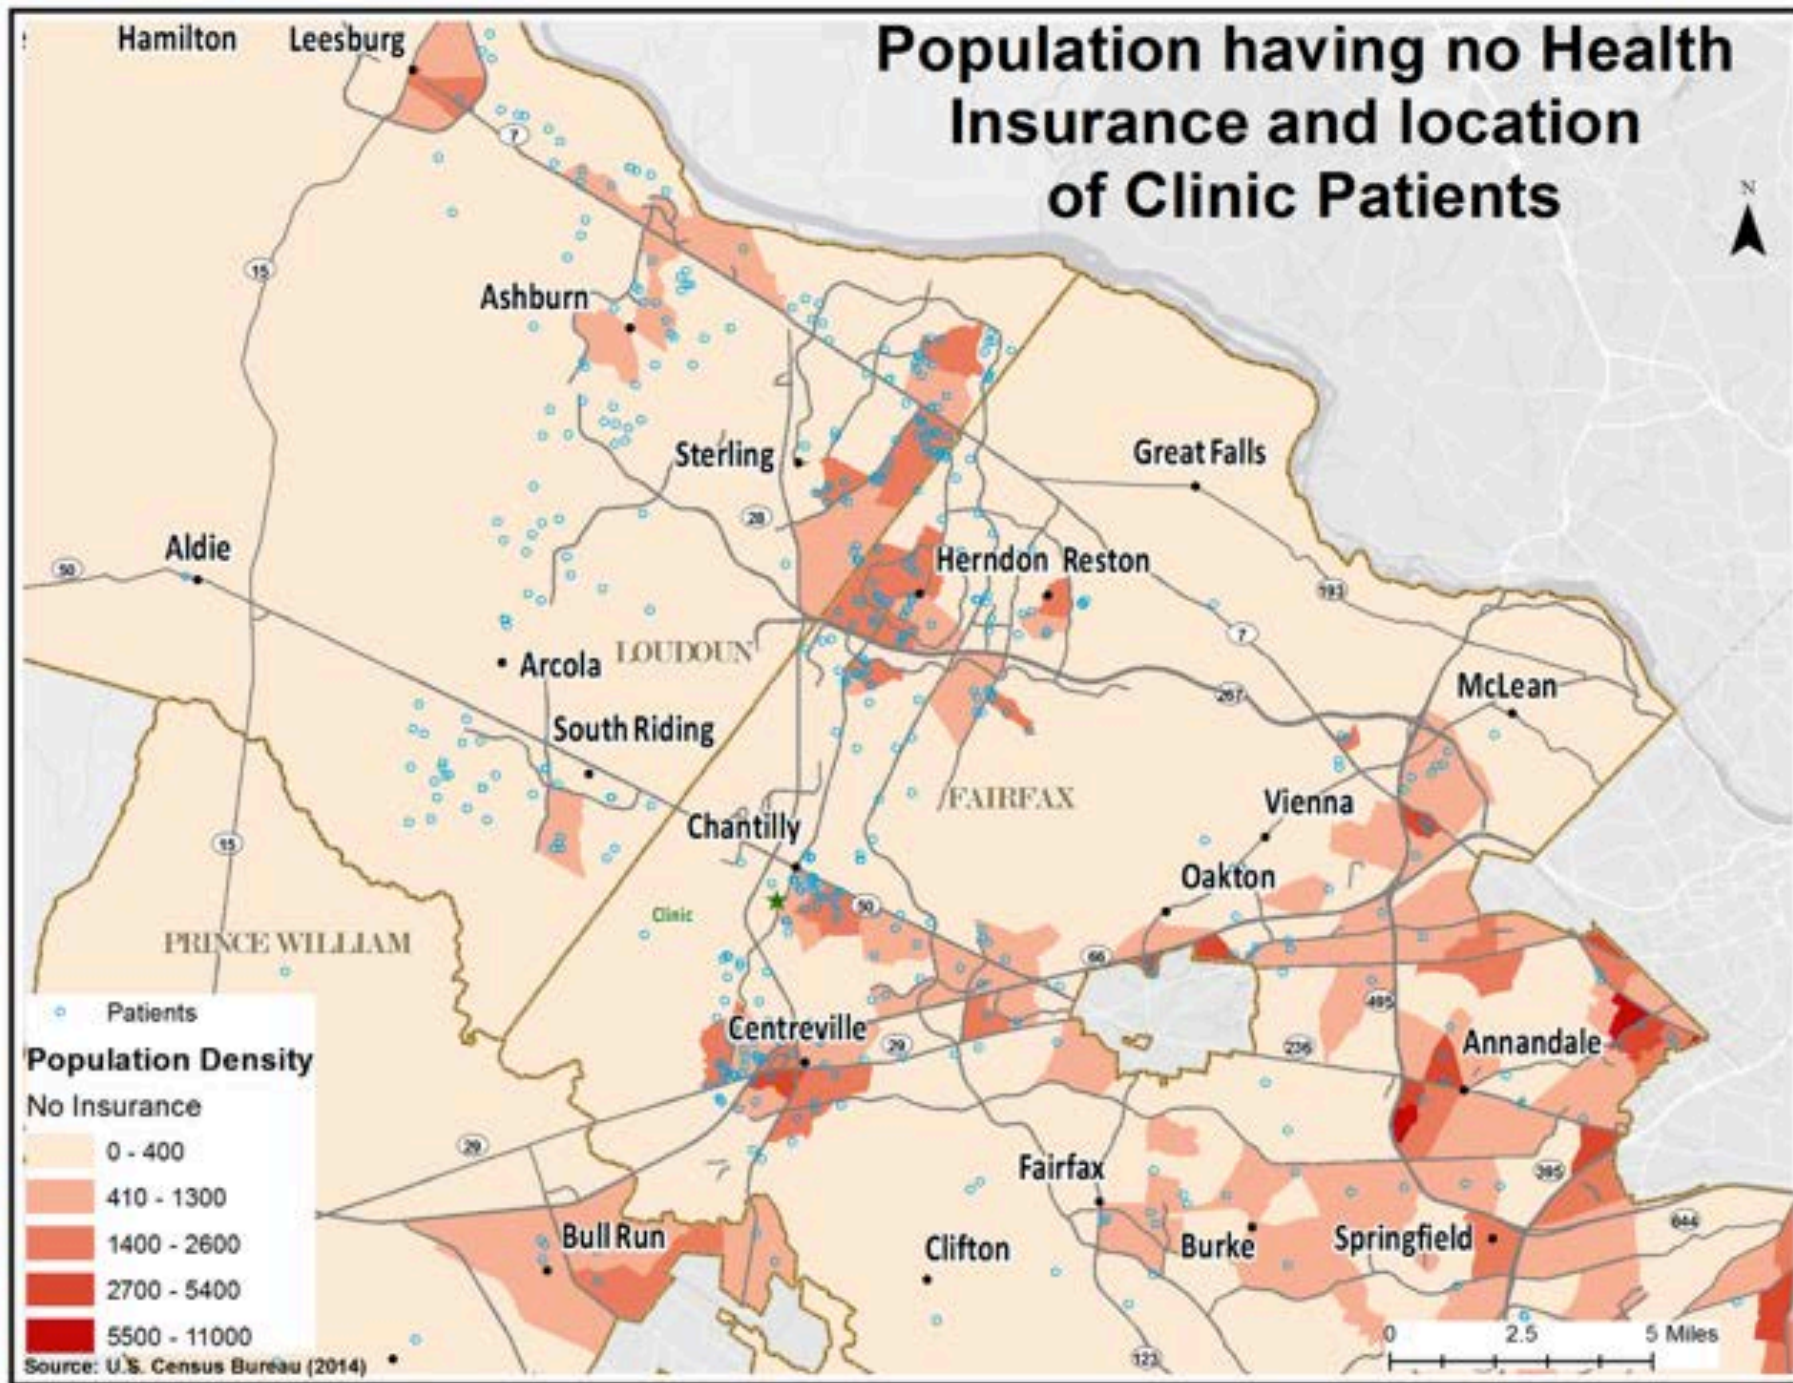 Population having no Health
Insurance and location
of Clinic Patients
N
Hamilton
Leesburg
7
15
Ashburn
Sterling
Great Falls
28
Aldie
50
Herndon
Reston
193
7
LOUDOUN
Arcola
267
McLean
South Riding
FAIRFAX
Vienna
Chantilly
15
Oakton
50
Clinic
PRINCE WILLIAM
66
495
Centreville
29
236
Annandale
29
Fairfax
395
644
Bull Run
Clifton
Burke
Springfield
123
Patients
Population Density
No Insurance
0 - 400
410 - 1300
1400 - 2600
2700 - 5400
5500 - 11000
Source: U.S. Census Bureau (2014)
0 2.5 5 Miles